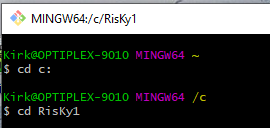 MINGW64:/c/RisKy1
Kirk@OPTIPLEX-9010 MINGW64 ~
$ cd c:
Kirk@OPTIPLEX-9010 MINGW64 /c
$ cd RisKy1